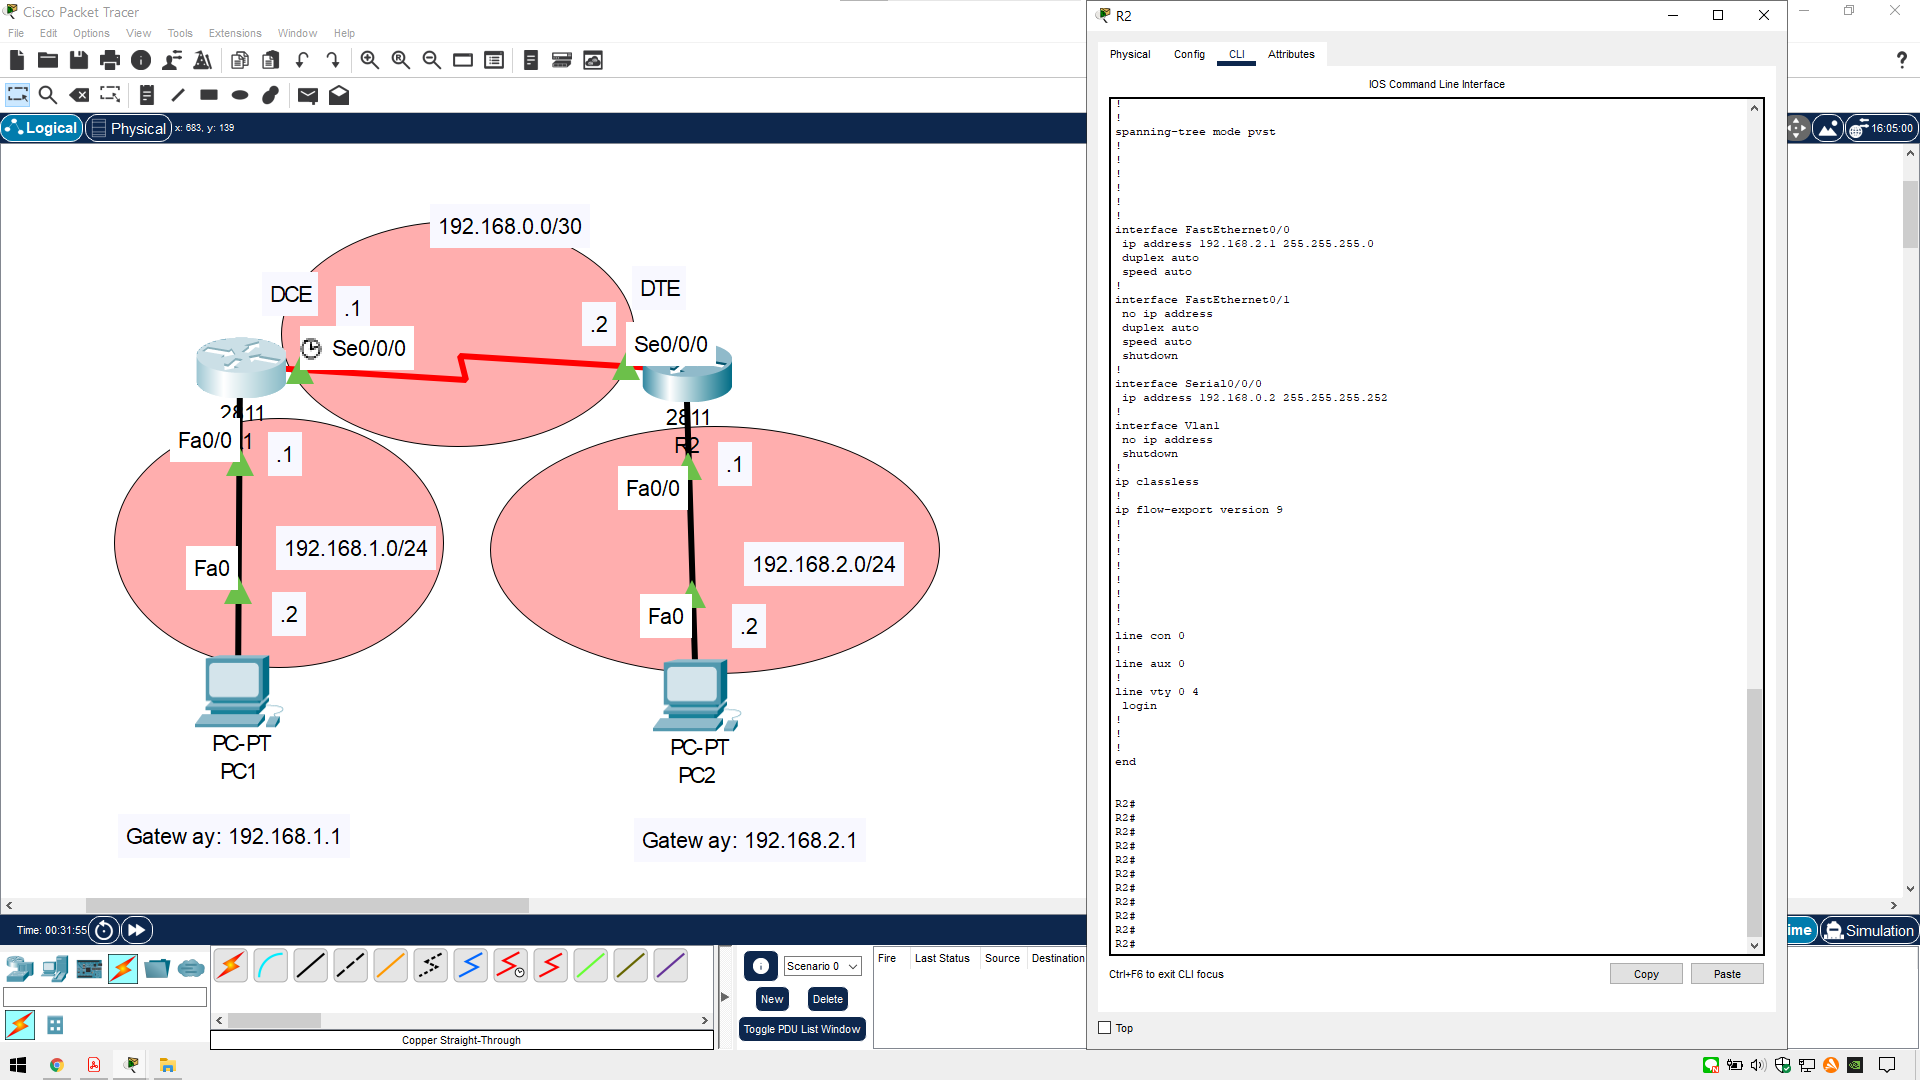 Cisco Packet Tracer
File Edit Options View Tools Extensions Window Help
Logical
Physical
x: 683, y: 139
16:05:00
192.168.0.0/30
DCE
.1
DTE
.2
Se0/0/0
Se0/0/0
2811
2811
R2
Fa0/0
1
.1
.1
Fa0/0
192.168.1.0/24
192.168.2.0/24
Fa0
.2
Fa0
.2
PC-PT
PC1
PC-PT
PC2
Gateway: 192.168.1.1
Gateway: 192.168.2.1
Time: 00:31:55
ime
Simulation
Scenario 0
New
Delete
Toggle PDU List Window
Fire Last Status Source Destination
Copper Straight-Through
R2
Physical Config CLI Attributes
IOS Command Line Interface
!
!
spanning-tree mode pvst
!
!
!
!
!
!
interface FastEthernet0/0
ip address 192.168.2.1 255.255.255.0
duplex auto
speed auto
!
interface FastEthernet0/1
no ip address
duplex auto
speed auto
shutdown
!
interface Serial0/0/0
ip address 192.168.0.2 255.255.255.252
!
interface Vlan1
no ip address
shutdown
!
ip classless
!
ip flow-export version 9
!
!
!
!
!
!
!
!
line con 0
!
line aux 0
!
line vty 0 4
login
!
!
!
end
R2#
R2#
R2#
R2#
R2#
R2#
R2#
R2#
R2#
R2#
R2#
Ctrl+F6 to exit CLI focus
Copy
Paste
Top